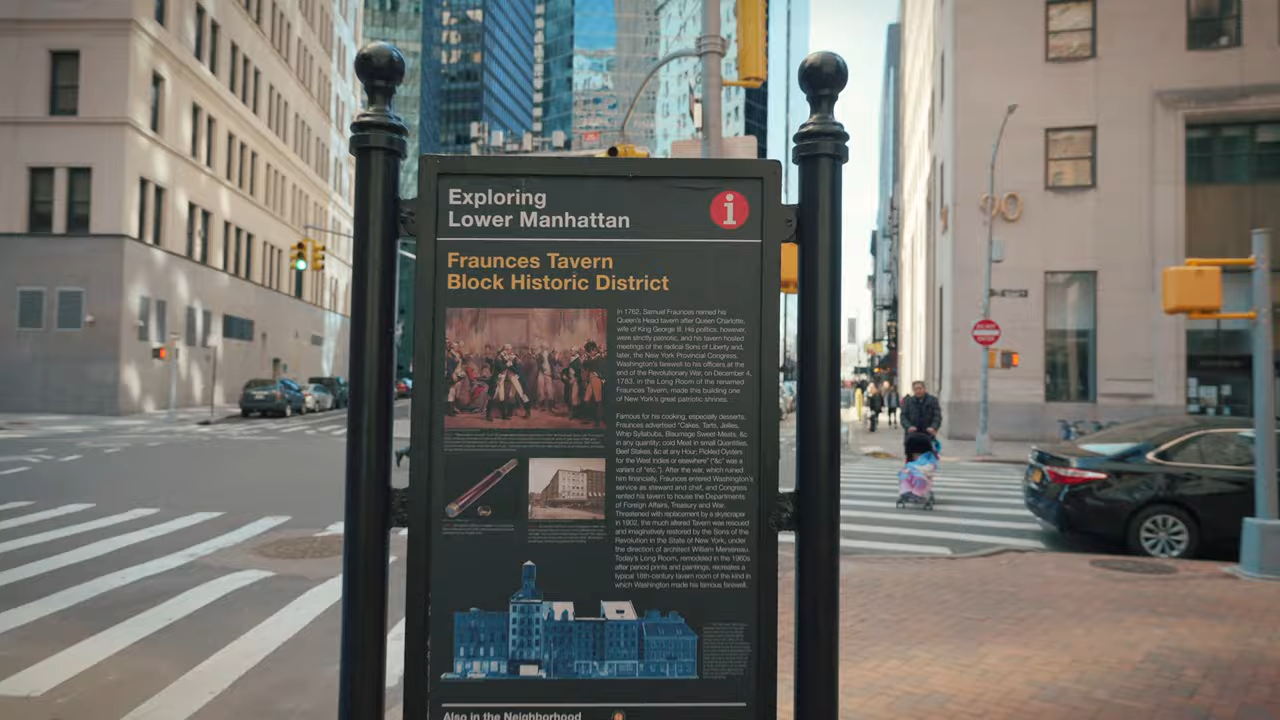 Exploring
Lower Manhattan
i
Fraunces Tavern
Block Historic District
In 1762, Samuel Fraunces named his
Queen's Head tavern after Queen Charlotte,
wife of King George III. His politics, however,
were strictly patriotic, and his tavern hosted
meetings of the radical Sons of Liberty and,
later, the New York Provincial Congress.
Washington's farewell to his officers at the
end of the Revolutionary War, on December 4,
1783, in the Long Room of the renamed
Fraunces Tavern, made this building one
of New York's great patriotic shrines.
Famous for his cooking, especially desserts,
Fraunces advertised "Cakes, Tarts, Jellies,
Whip Syllabubs, Blaumage Sweet-Meats, &c
in any quantity; cold Meat in small Quantities,
Beef Stakes, &c at any Hour; Pickled Oysters
for the West Indies or elsewhere" ("&c" was a
variant of "etc."). After the war, which ruined
him financially, Fraunces entered Washington's
service as steward and chef, and Congress
rented his tavern to house the Departments
of Foreign Affairs, Treasury and War.
Threatened with replacement by a skyscraper
in 1902, the much altered Tavern was rescued
and imaginatively restored by the Sons of the
Revolution in the State of New York, under
the direction of architect William Mersereau.
Today's Long Room, remodeled in the 1960s
after period prints and paintings, recreates a
typical 18th-century tavern room of the kind in
which Washington made his famous farewell.
Also in the Neighborhood
90
DO NOT
ENTER